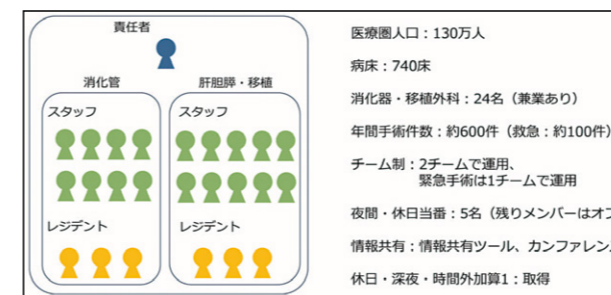 責任者
消化管
肝胆膵・移植
スタッフ
スタッフ
レジデント
レジデント
医療圏人口:130万人
病床:740床
消化器・移植外科:24名(兼業あり)
年間手術件数:約600件(救急:約100件)
チーム制:2チームで運用、
緊急手術は1チームで運用
夜間・休日当番:5名(残りメンバーはオフ
情報共有:情報共有ツール、カンファレン
休日・深夜・時間外加算1:取得